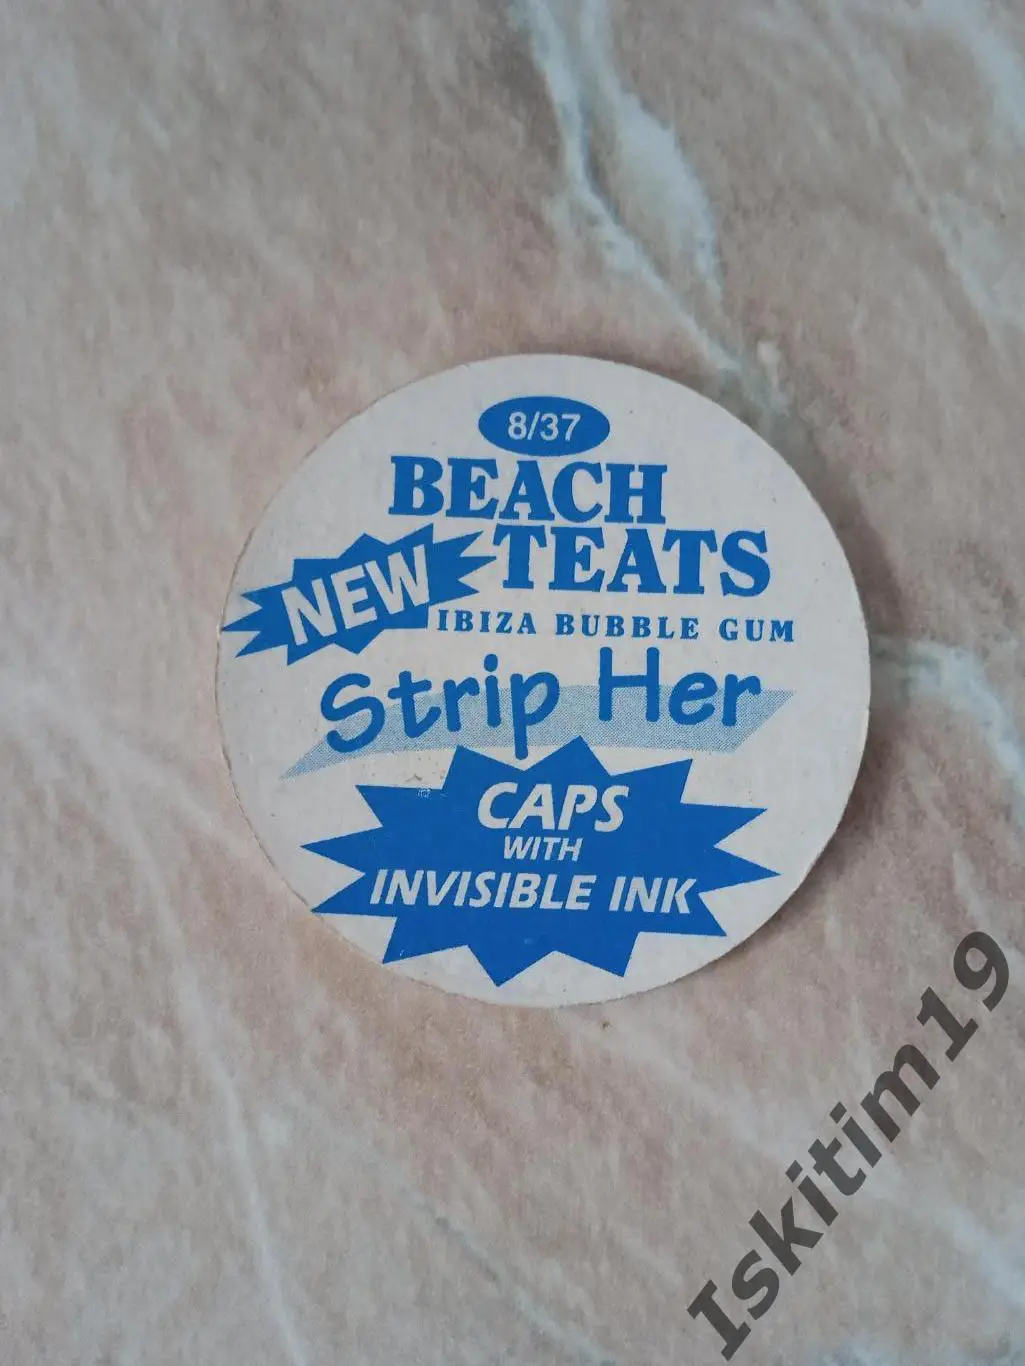 8/37
BEACH
TEATS
NEW
IBIZA BUBBLE GUM
Strip Her
CAPS
WITH
INVISIBLE INK
Iskitim19